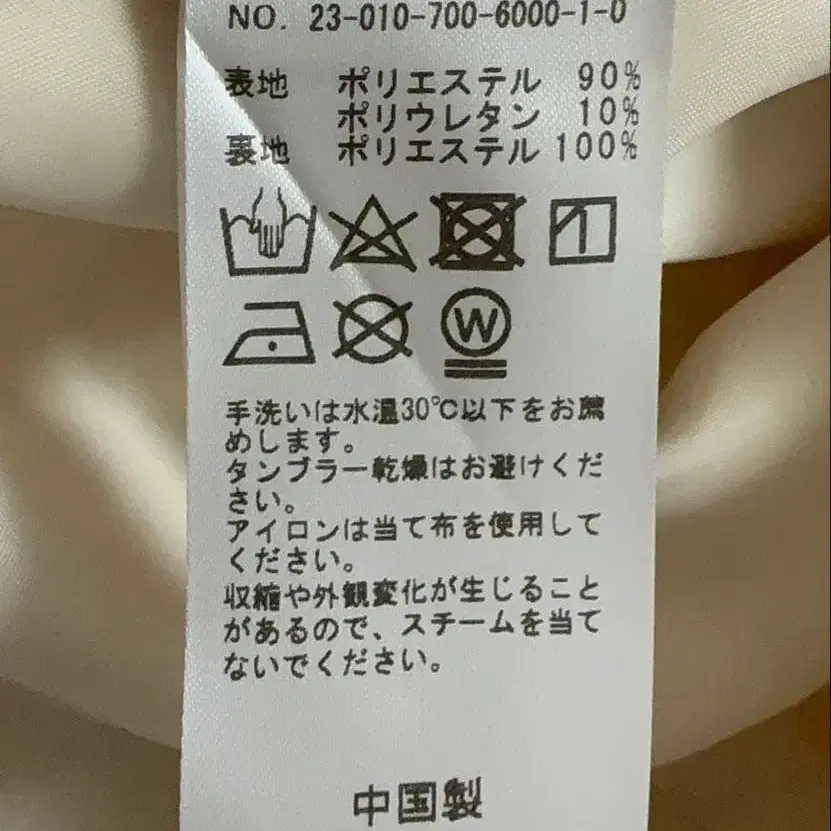 NO. 23-010-700-6000-1-0
表地 ポリエステル 90%
ポリウレタン 10%
裏地 ポリエステル 100%
W
手洗いは水温30℃以下をお薦
めします。
タンブラー乾燥はお避けくだ
さい。
アイロンは当て布を使用して
ください。
収縮や外観変化が生じること
があるので、スチームを当て
ないでください。
中国製